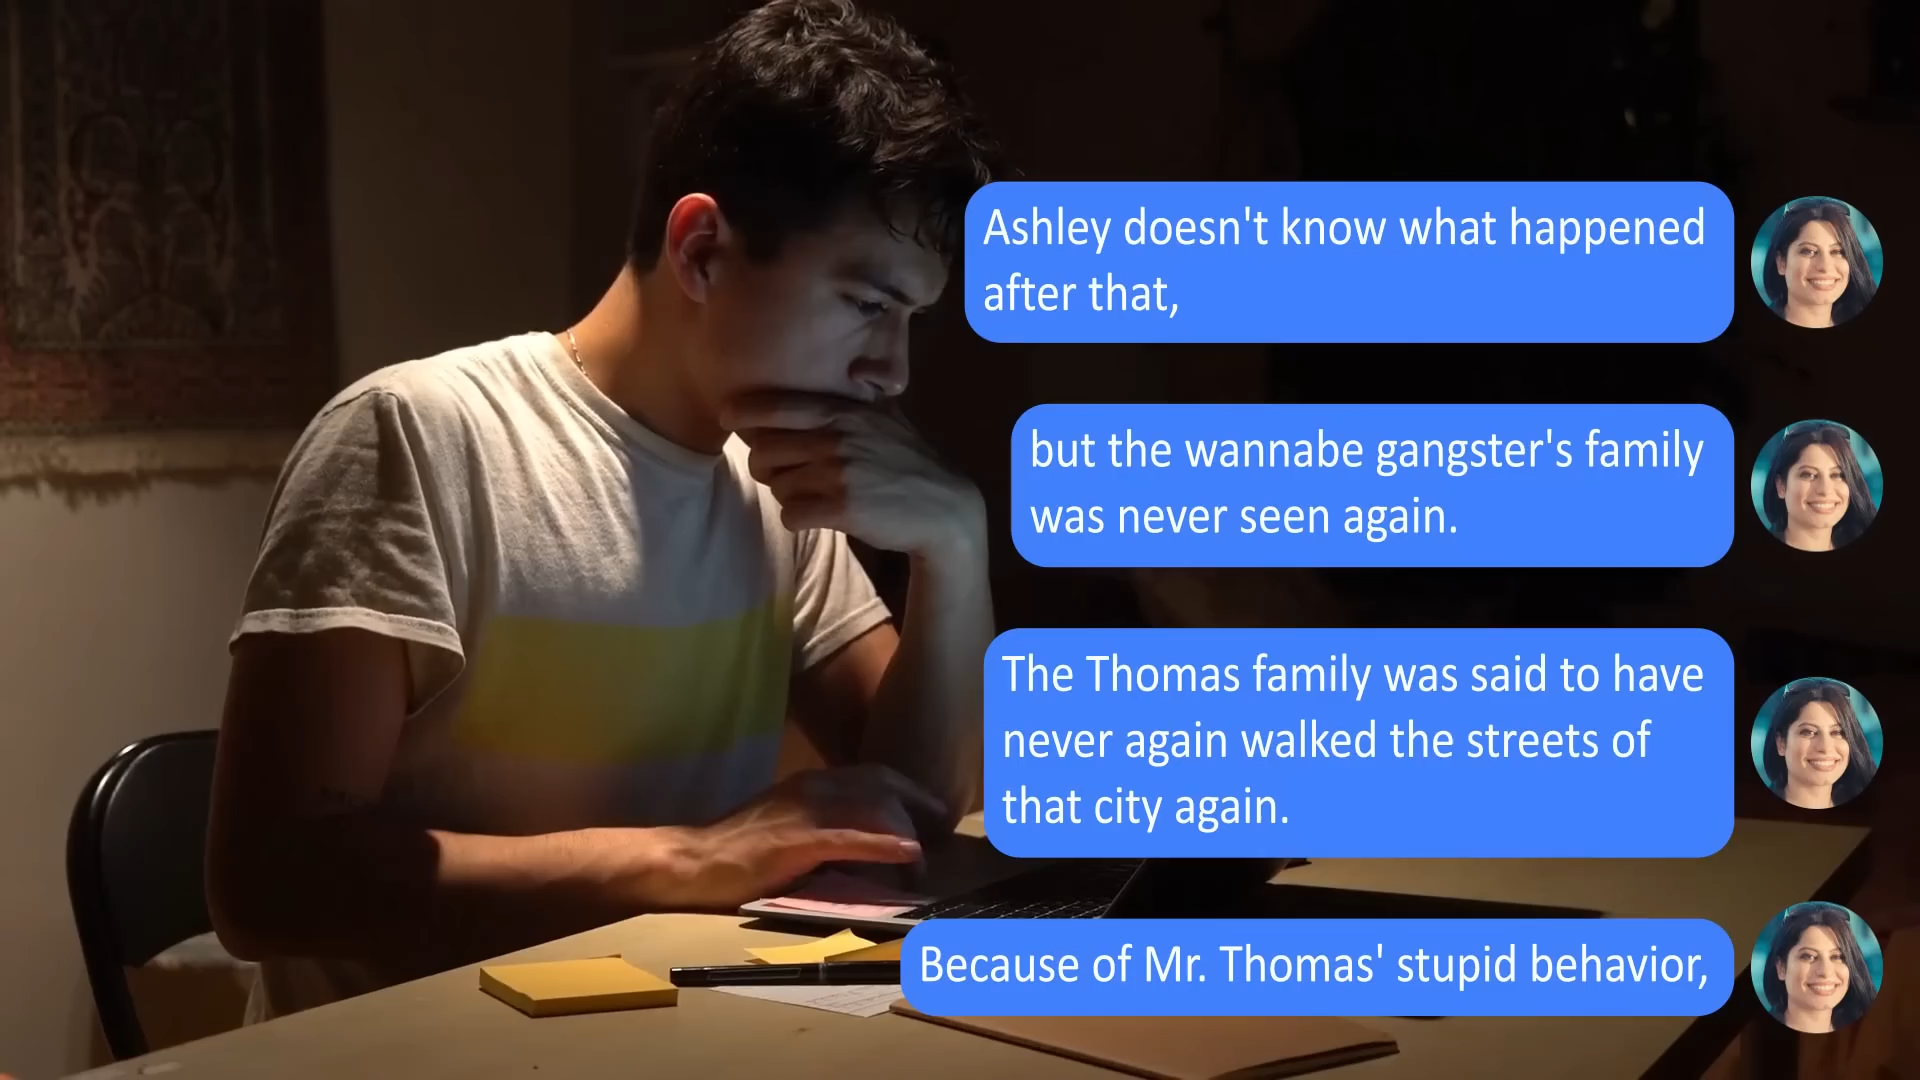 Ashley doesn't know what happened
after that,
but the wannabe gangster's family
was never seen again.
The Thomas family was said to have
never again walked the streets of
that city again.
Because of Mr. Thomas' stupid behavior,